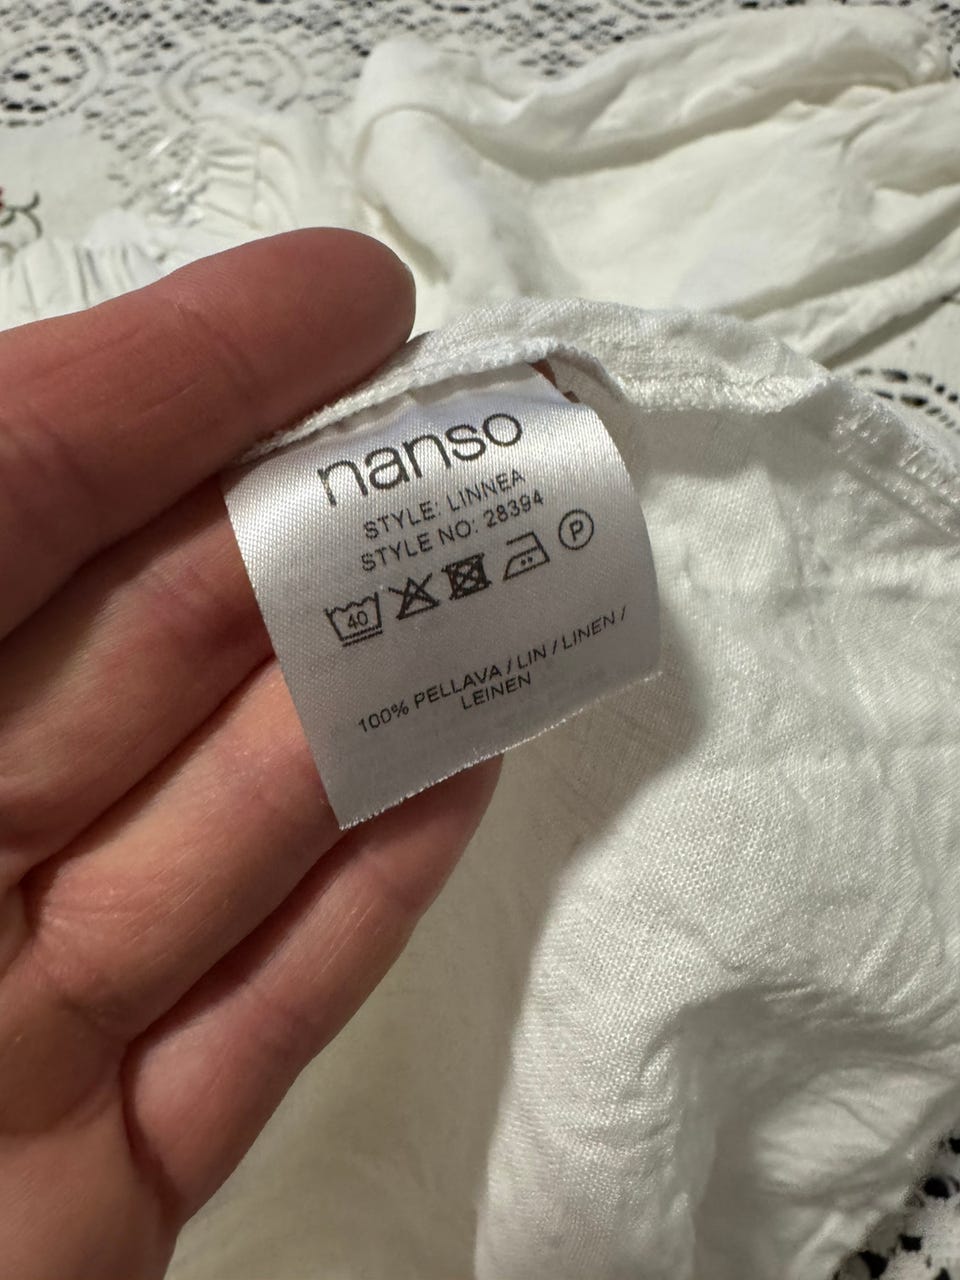 nanso
STYLE: LINNEA
STYLE NO: 28394
40 P
100% PELLAVA / LIN / LINEN /
LEINEN